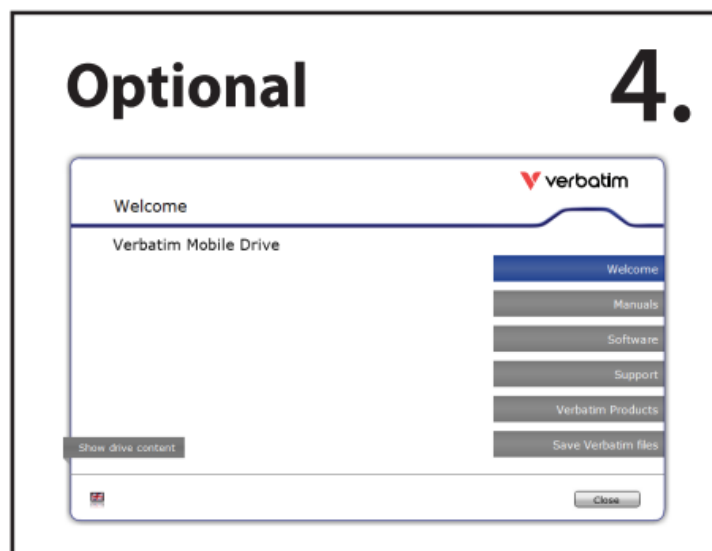 Optional 4.
verbatim
Welcome
Verbatim Mobile Drive
Welcome
Manuals
Software
Support
Verbatim Products
Show drive content
Save Verbatim files
Close